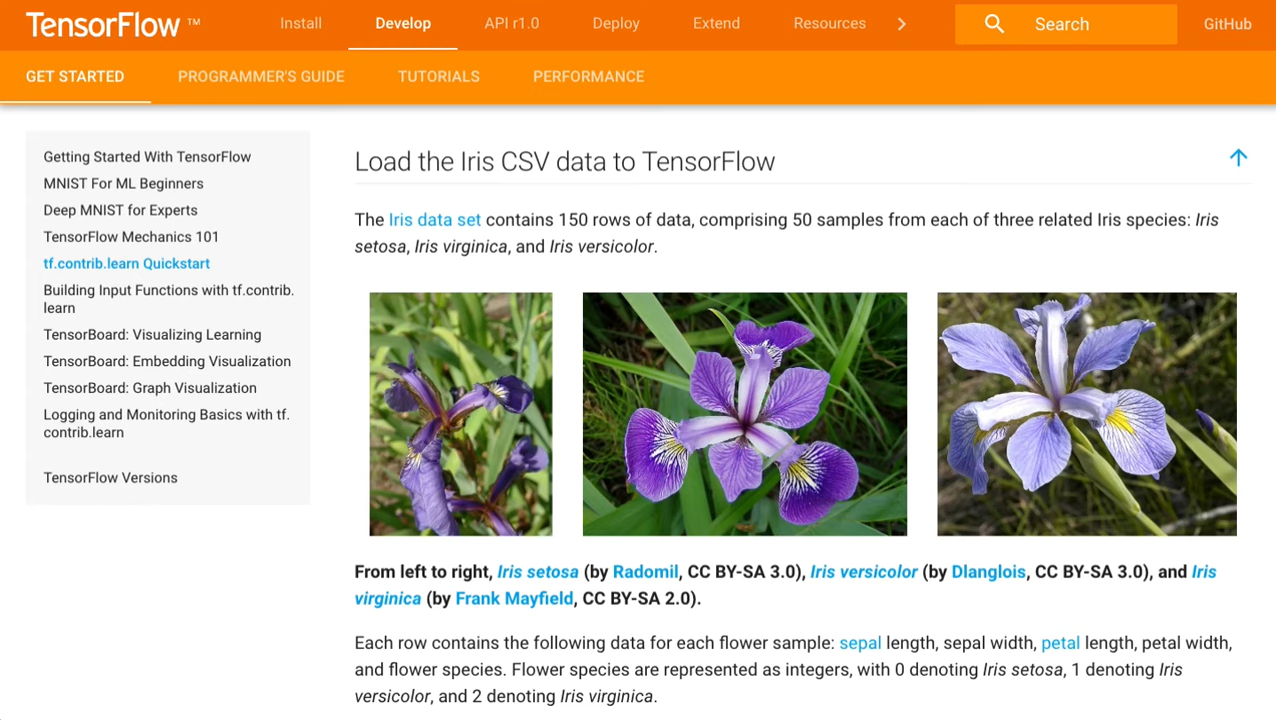 TensorFlow ™
Install Develop API r1.0 Deploy Extend Resources Search GitHub
GET STARTED PROGRAMMER'S GUIDE TUTORIALS PERFORMANCE
Getting Started With TensorFlow
MNIST For ML Beginners
Deep MNIST for Experts
TensorFlow Mechanics 101
tf.contrib.learn Quickstart
Building Input Functions with tf.contrib.
learn
TensorBoard: Visualizing Learning
TensorBoard: Embedding Visualization
TensorBoard: Graph Visualization
Logging and Monitoring Basics with tf.
contrib.learn
TensorFlow Versions
Load the Iris CSV data to TensorFlow
The Iris data set contains 150 rows of data, comprising 50 samples from each of three related Iris species: Iris
setosa, Iris virginica, and Iris versicolor.
From left to right, Iris setosa (by Radomil, CC BY-SA 3.0), Iris versicolor (by Dlanglois, CC BY-SA 3.0), and Iris
virginica (by Frank Mayfield, CC BY-SA 2.0).
Each row contains the following data for each flower sample: sepal length, sepal width, petal length, petal width,
and flower species. Flower species are represented as integers, with 0 denoting Iris setosa, 1 denoting Iris
versicolor, and 2 denoting Iris virginica.